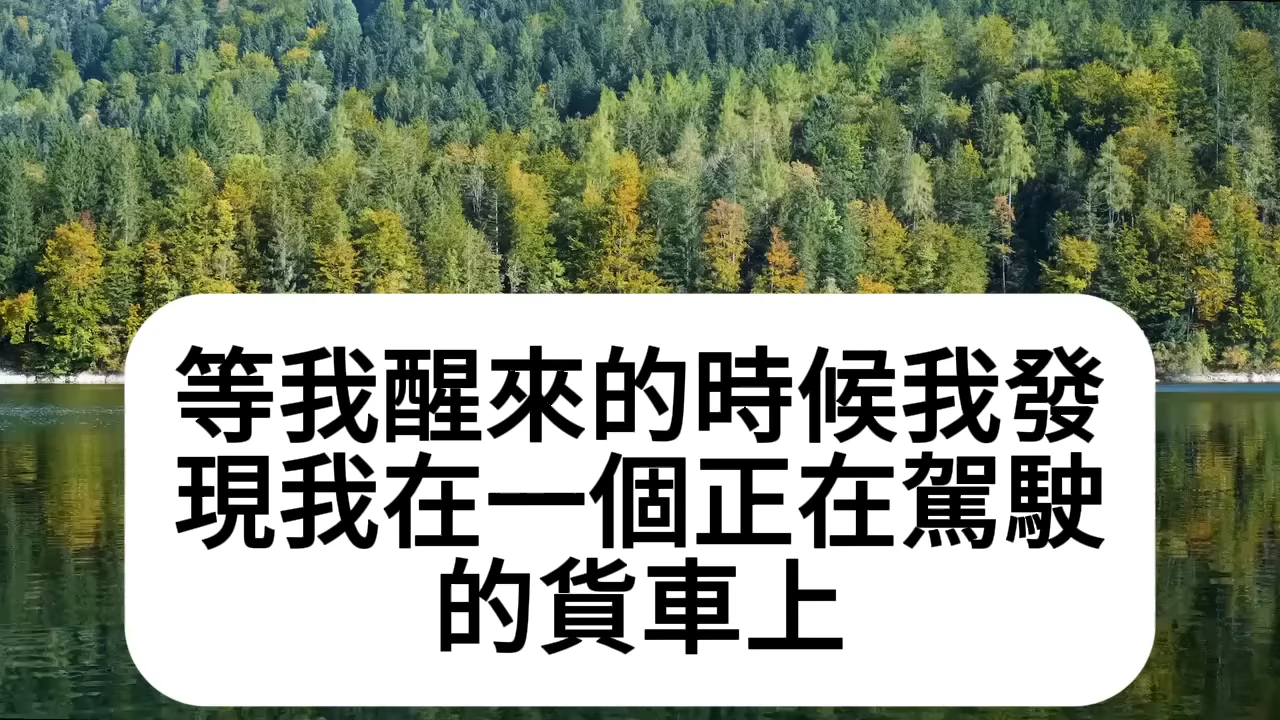 等我醒來的時候我發
現我在一個正在駕駛
的貨車上